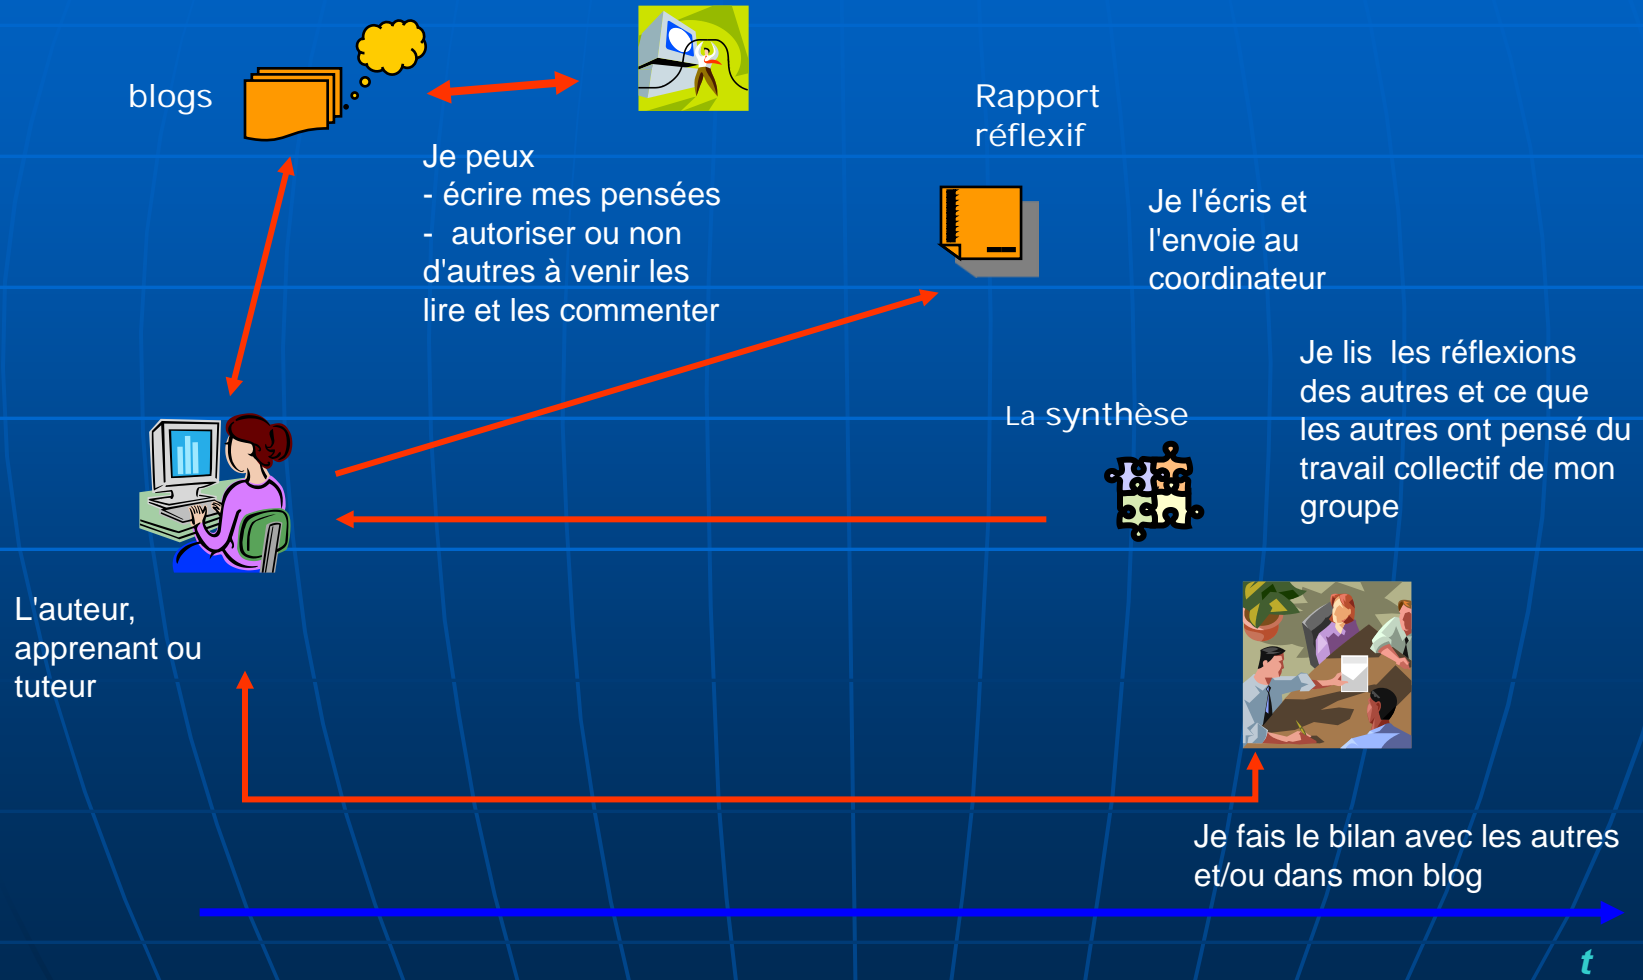 blogs
Je peux
- écrire mes pensées
- autoriser ou non
d'autres à venir les
lire et les commenter
Rapport
réflexif
Je l'écris et
l'envoie au
coordinateur
La synthèse
Je lis les réflexions
des autres et ce que
les autres ont pensé du
travail collectif de mon
groupe
L'auteur,
apprenant ou
tuteur
Je fais le bilan avec les autres
et/ou dans mon blog
t